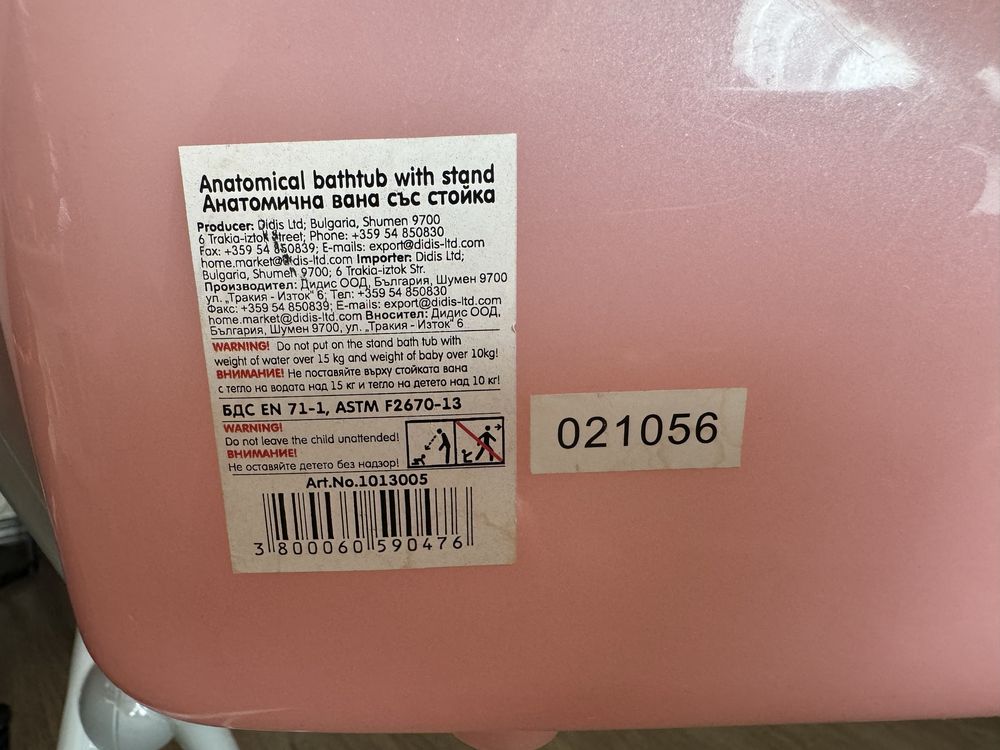 Anatomical bathtub with stand
Анатомична вана със стойка
Producer: Didis Ltd; Bulgaria, Shumen 9700
6 Trakia-iztok Street; Phone: +359 54 850830
Fax: +359 54 850839; E-mails: export@didis-ltd.com
home.market@didis-ltd.com Importer: Didis Ltd;
Bulgaria, Shumen 9700; 6 Trakia-iztok Str.
Производител: Дидис ООД, България, Шумен 9700
ул. „Тракия - Изток" 6; Тел: +359 54 850830
Факс: +359 54 850839; E-mails: export@didis-ltd.com
home.market@didis-ltd.com Вносител: Дидис ООД,
България, Шумен 9700, ул. „Тракия - Изток" 6
WARNING! Do not put on the stand bath tub with
weight of water over 15 kg and weight of baby over 10kg!
ВНИМАНИЕ! Не поставяйте върху стойката вана
с тегло на водата над 15 кг и тегло на детето над 10 кг!
БДС EN 71-1, ASTM F2670-13
WARNING!
Do not leave the child unattended!
ВНИМАНИЕ!
Не оставяйте детето без надзор!
Art.No.1013005
3 800060 590476
021056